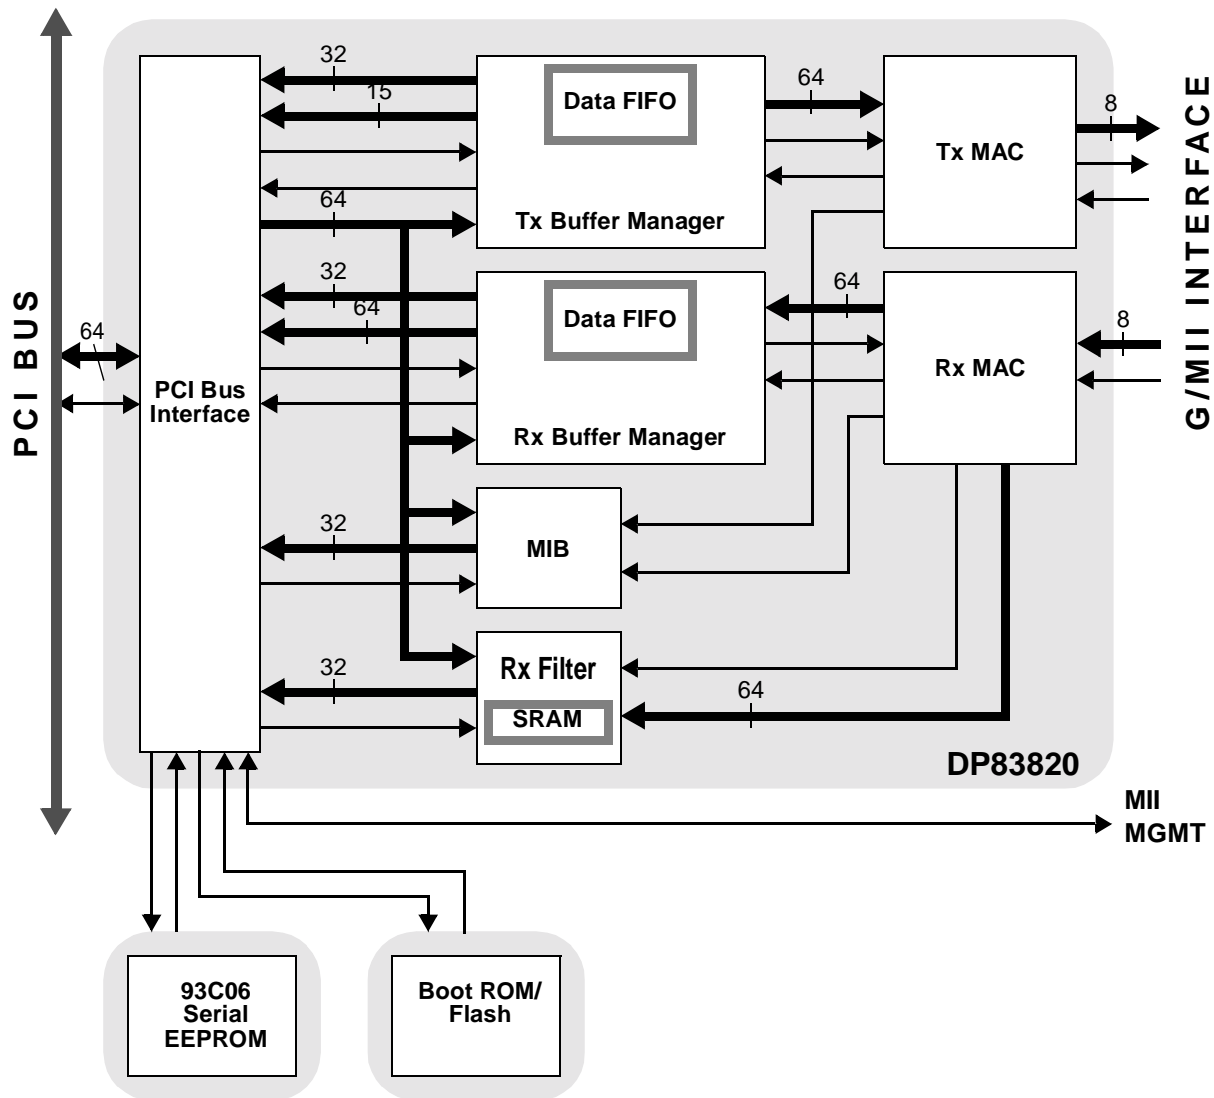 PCI BUS
64
PCI Bus
Interface
32
15
64
32
64
32
32
Data FIFO
Tx Buffer Manager
Data FIFO
Rx Buffer Manager
MIB
Rx Filter
SRAM
64
64
64
Tx MAC
Rx MAC
8
8
G/MII INTERFACE
DP83820
MII
MGMT
93C06
Serial
EEPROM
Boot ROM/
Flash